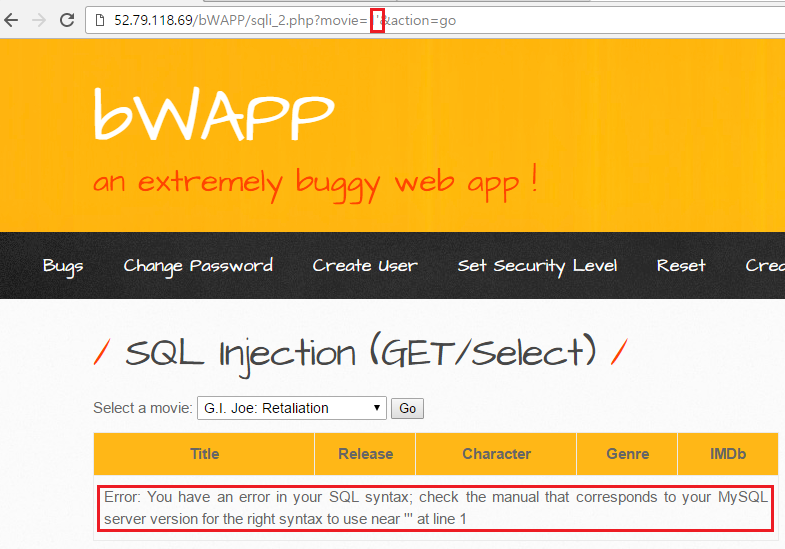 52.79.118.69/bWAPP/sqli_2.php?movie=1'&action=go
bWAPP
an extremely buggy web app !
Bugs Change Password Create User Set Security Level Reset
/ SQL Injection (GET/Select) /
Select a movie: G.I. Joe: Retaliation Go
Title Release Character Genre IMDb
Error: You have an error in your SQL syntax; check the manual that corresponds to your MySQL
server version for the right syntax to use near ''' at line 1